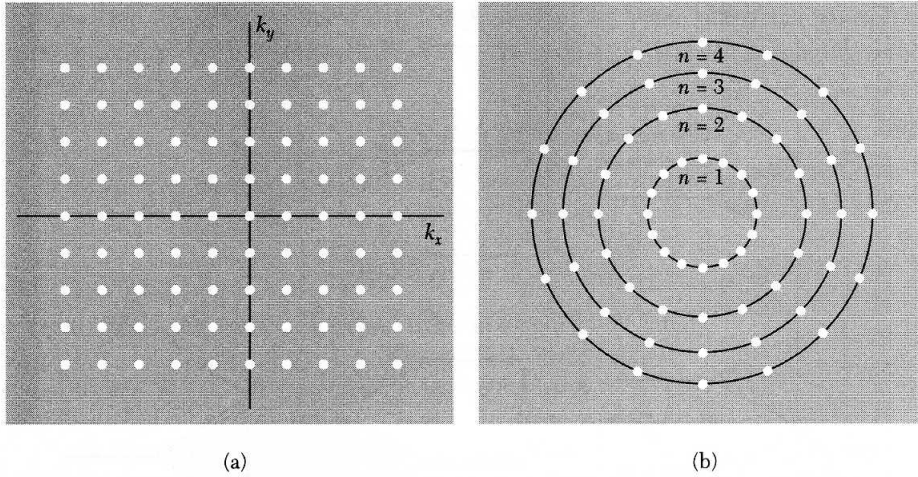 k_y
k_x
(a)
n = 4
n = 3
n = 2
n = 1
(b)